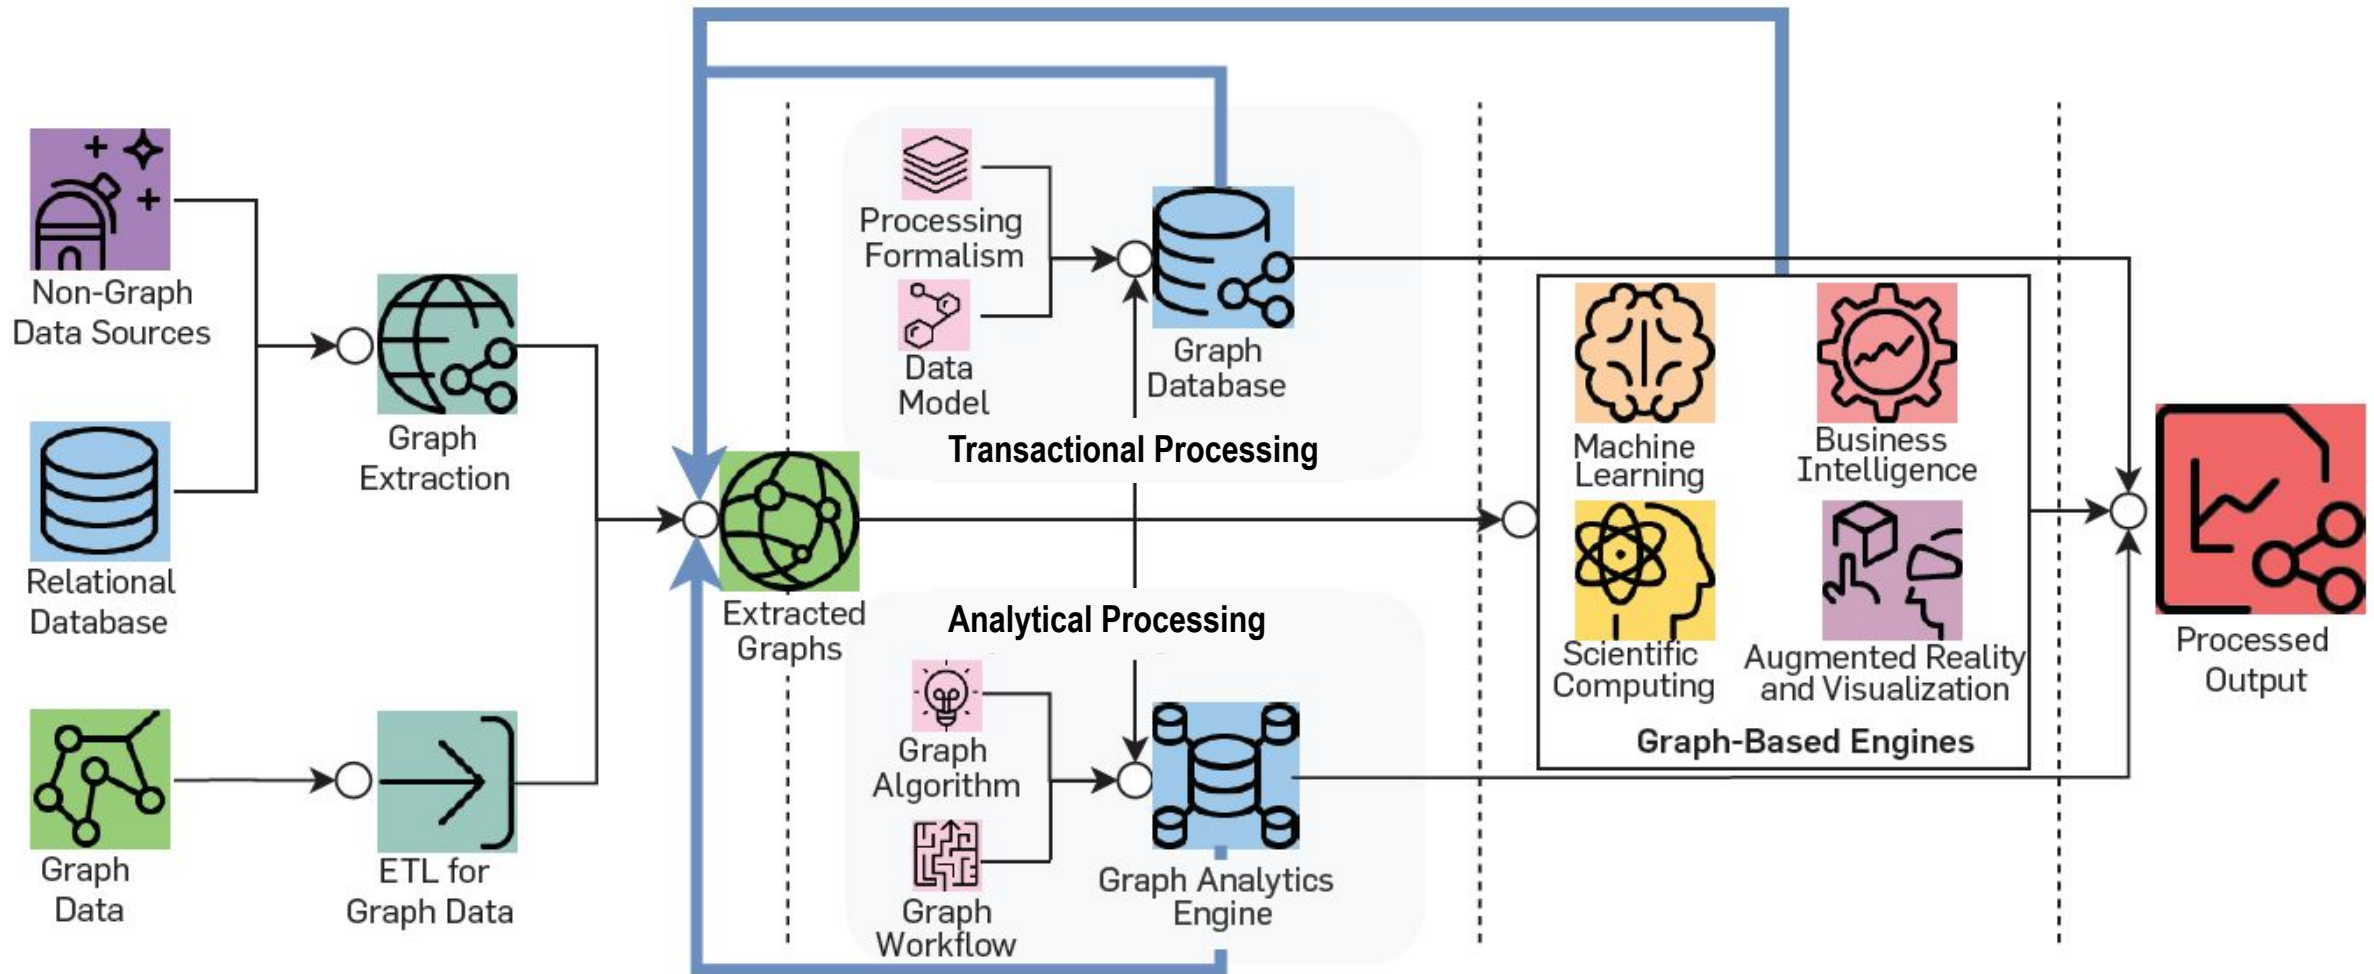 Non-Graph
Data Sources
Relational
Database
Graph
Data
Graph
Extraction
ETL for
Graph Data
Extracted
Graphs
Processing
Formalism
Data
Model
Graph
Database
Transactional Processing
Analytical Processing
Graph
Algorithm
Graph
Workflow
Graph Analytics
Engine
Machine
Learning
Business
Intelligence
Scientific
Computing
Augmented Reality
and Visualization
Graph-Based Engines
Processed
Output